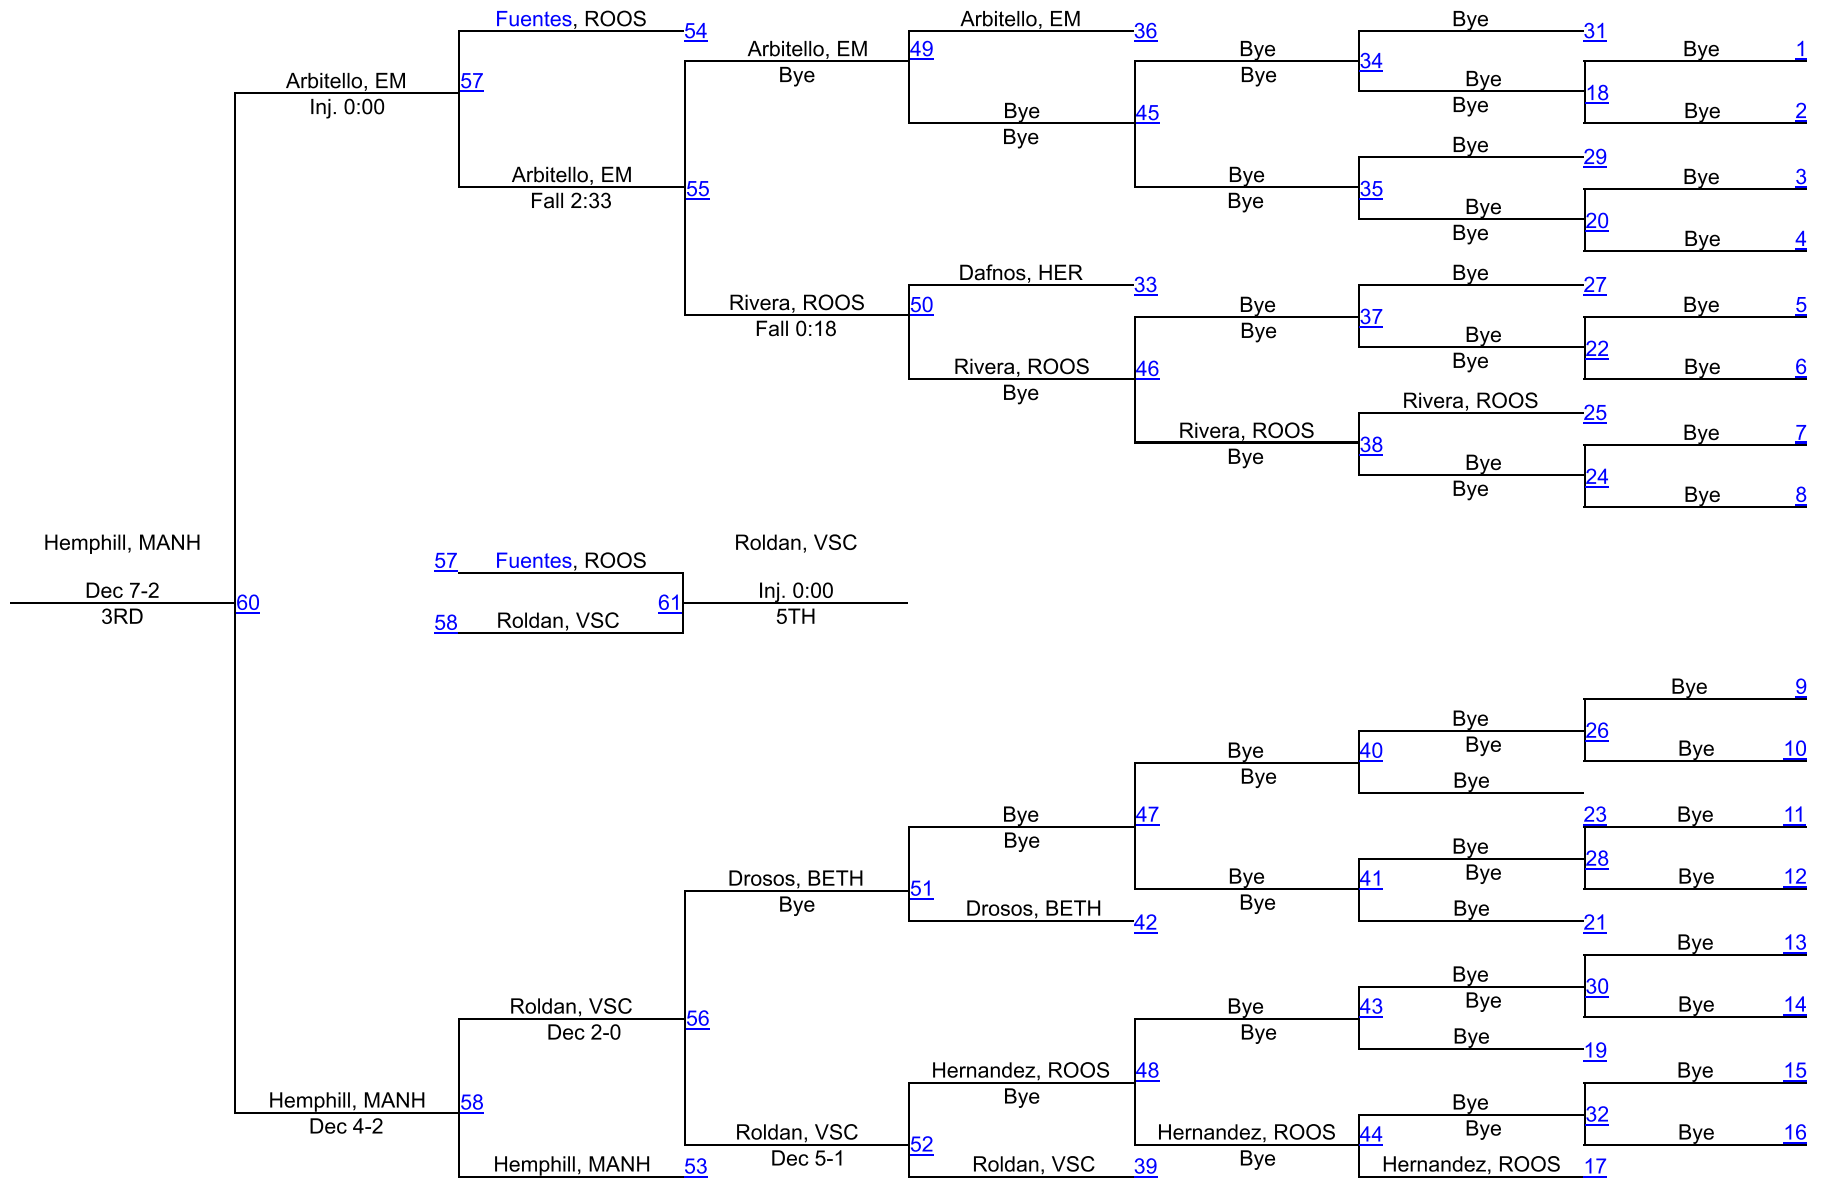 Fuentes, ROOS
54
Arbitello, EM
36
Bye
31
Arbitello, EM
49
Bye
Bye
1
Arbitello, EM
57
Bye
Bye
34
Bye
18
Inj. 0:00
Bye
45
Bye
Bye
2
Bye
Bye
29
Arbitello, EM
55
Bye
35
Bye
3
Fall 2:33
Bye
Bye
20
Bye
Bye
4
Dafnos, HER
33
Bye
27
Rivera, ROOS
50
Bye
37
Bye
5
Fall 0:18
Bye
Bye
22
Rivera, ROOS
46
Bye
Bye
6
Bye
Rivera, ROOS
25
Rivera, ROOS
38
Bye
7
Bye
Bye
24
Bye
Bye
8
Hemphill, MANH
Roldan, VSC
57
Fuentes, ROOS
Dec 7-2
60
61
Inj. 0:00
3RD
58
Roldan, VSC
5TH
Bye
9
Bye
26
Bye
40
Bye
Bye
10
Bye
Bye
Bye
47
23
Bye
11
Bye
Bye
28
Drosos, BETH
51
Bye
41
Bye
Bye
12
Bye
Bye
Drosos, BETH
42
Bye
21
Bye
13
Bye
30
Roldan, VSC
56
Bye
43
Bye
Bye
14
Dec 2-0
Bye
Bye
19
Hernandez, ROOS
48
Bye
15
Hemphill, MANH
58
Bye
Bye
32
Dec 4-2
Roldan, VSC
52
Hernandez, ROOS
44
Bye
Bye
16
Dec 5-1
Bye
Hemphill, MANH
53
Roldan, VSC
39
Hernandez, ROOS
17